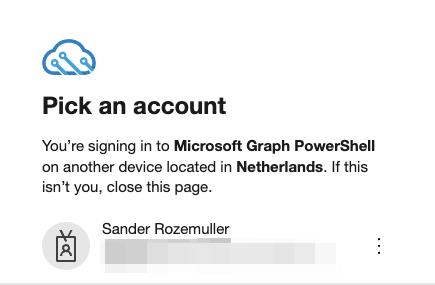 Pick an account
You're signing in to Microsoft Graph PowerShell
on another device located in Netherlands. If this
isn't you, close this page.
Sander Rozemuller